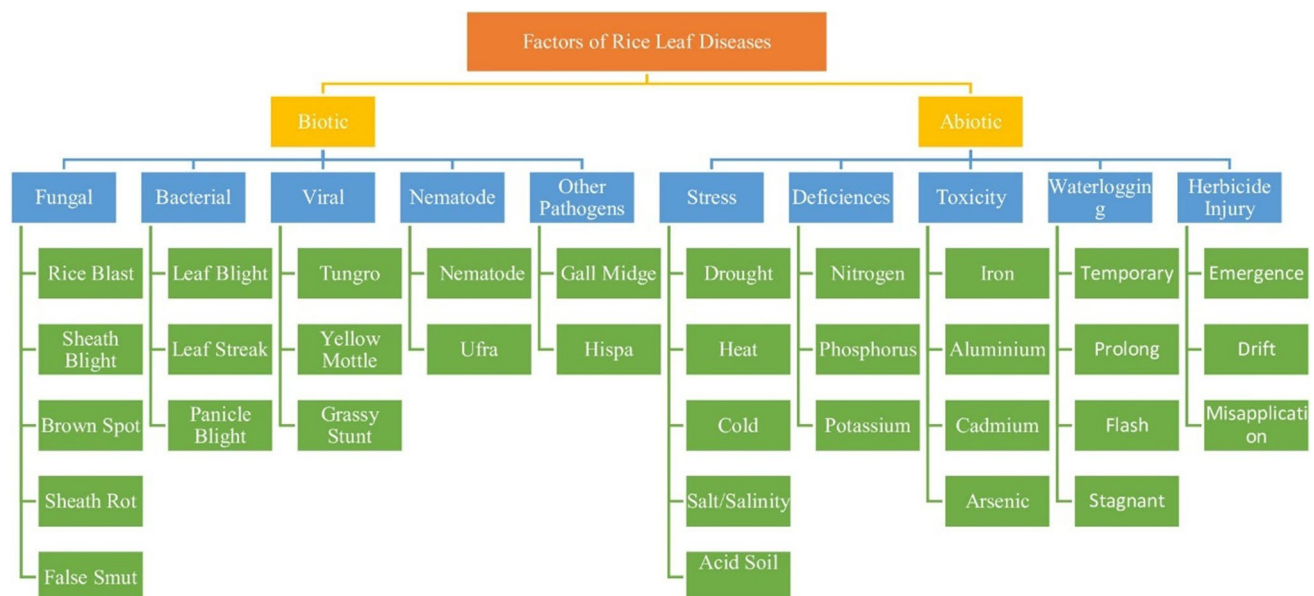 Factors of Rice Leaf Diseases
Biotic
Abiotic
Fungal
Bacterial
Viral
Nematode
Other
Pathogens
Stress
Deficiences
Toxicity
Waterloggin
g
Herbicide
Injury
Rice Blast
Leaf Blight
Tungro
Nematode
Gall Midge
Drought
Nitrogen
Iron
Temporary
Emergence
Sheath
Blight
Leaf Streak
Yellow
Mottle
Ufra
Hispa
Heat
Phosphorus
Aluminium
Prolong
Drift
Brown Spot
Panicle
Blight
Grassy
Stunt
Cold
Potassium
Cadmium
Flash
Misapplicati
on
Sheath Rot
Salt/Salinity
Arsenic
Stagnant
False Smut
Acid Soil